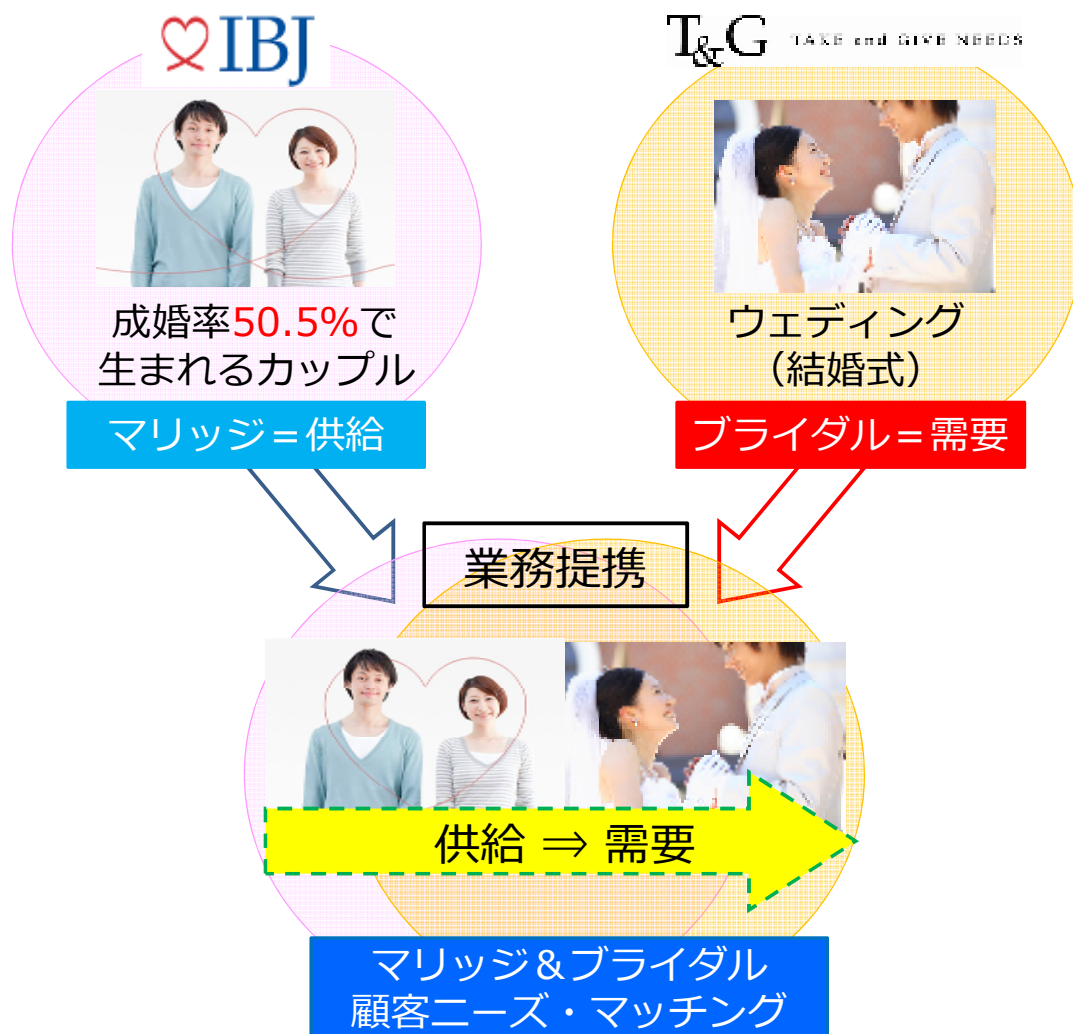 IBJ
T&G TAKE and GIVE NEEDS
成婚率50.5%で
生まれるカップル
ウェディング
（結婚式）
マリッジ＝供給
ブライダル＝需要
業務提携
供給 ⇒ 需要
マリッジ＆ブライダル
顧客ニーズ・マッチング